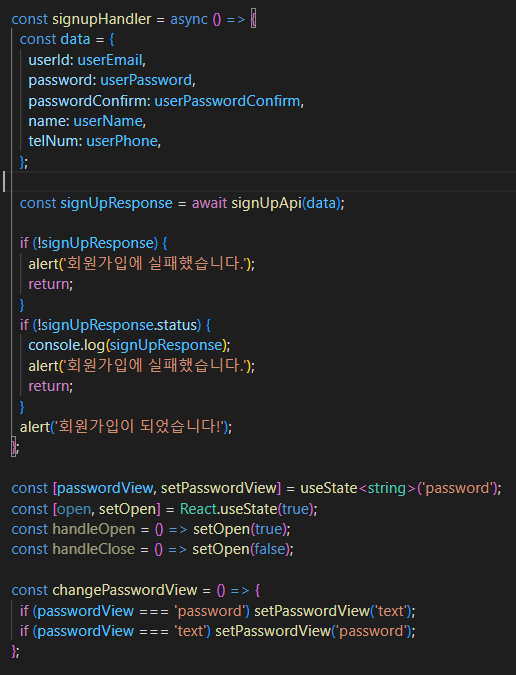 const signupHandler = async () => {
const data = {
userId: userEmail,
password: userPassword,
passwordConfirm: userPasswordConfirm,
name: userName,
telNum: userPhone,
};
const signUpResponse = await signUpApi(data);
if (!signUpResponse) {
alert('회원가입에 실패했습니다.');
return;
}
if (!signUpResponse.status) {
console.log(signUpResponse);
alert('회원가입에 실패했습니다.');
return;
}
alert('회원가입이 되었습니다!');
};
const [passwordView, setPasswordView] = useState<string>('password');
const [open, setOpen] = React.useState(true);
const handleOpen = () => setOpen(true);
const handleClose = () => setOpen(false);
const changePasswordView = () => {
if (passwordView === 'password') setPasswordView('text');
if (passwordView === 'text') setPasswordView('password');
};